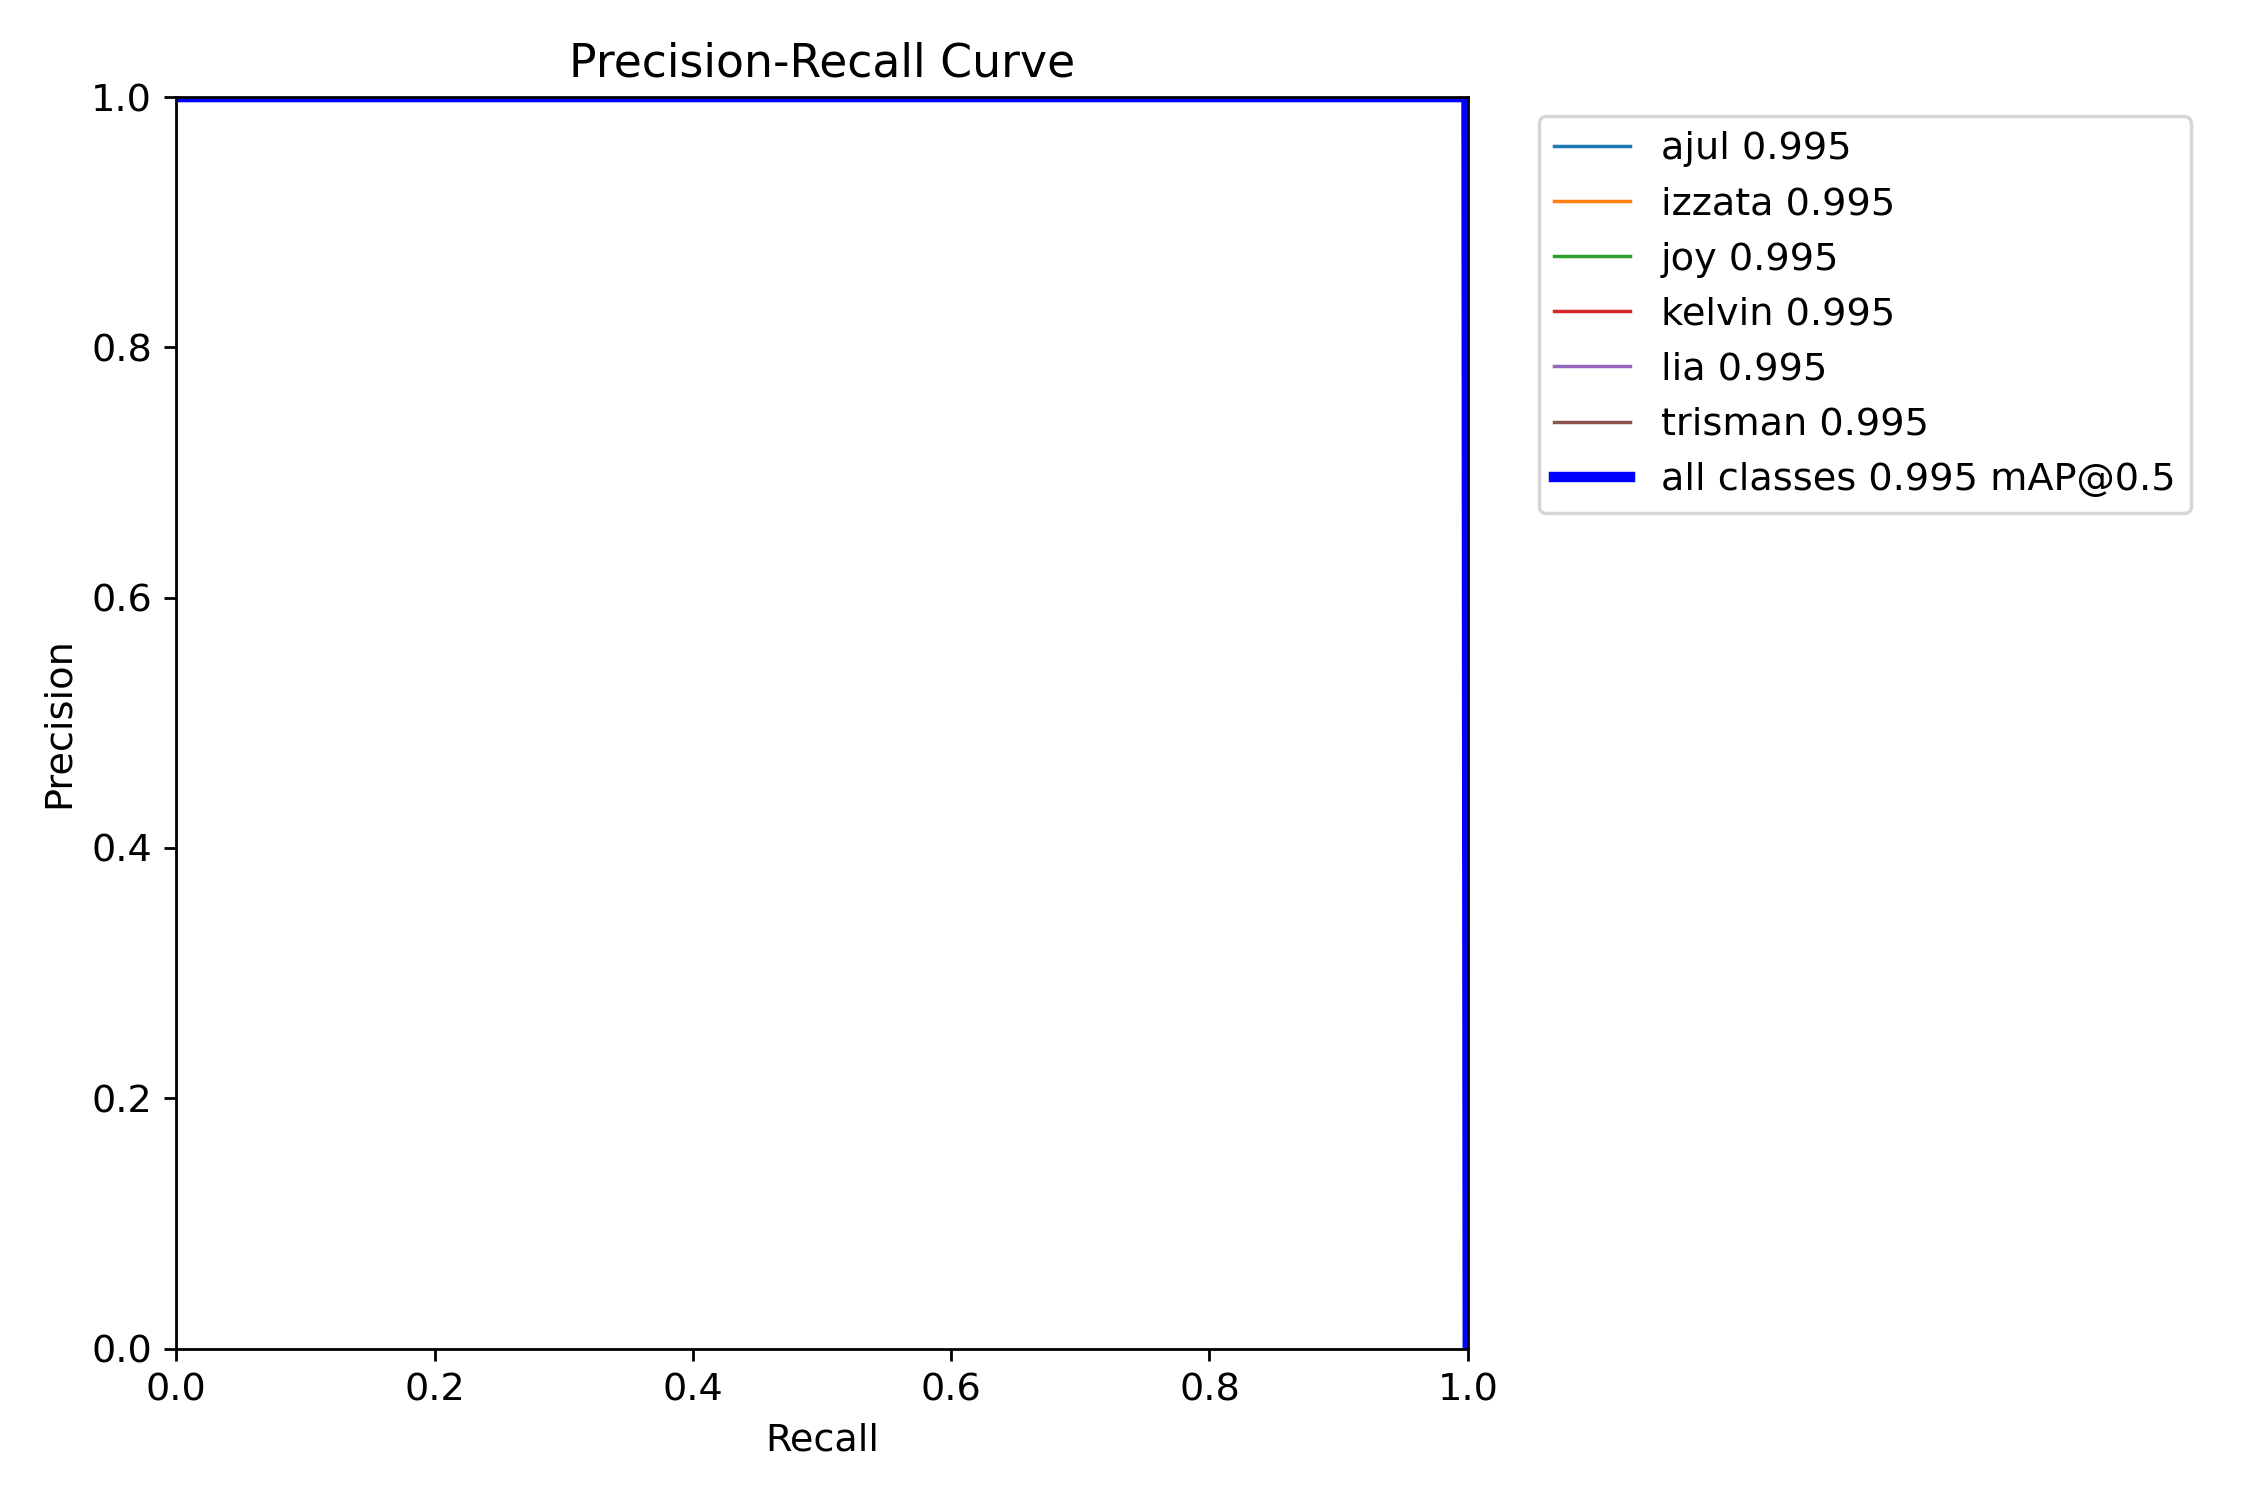 Precision-Recall Curve
1.0
0.8
0.6
0.4
0.2
0.0
Precision
0.0 0.2 0.4 0.6 0.8 1.0
Recall
ajul 0.995
izzata 0.995
joy 0.995
kelvin 0.995
lia 0.995
trisman 0.995
all classes 0.995 mAP@0.5